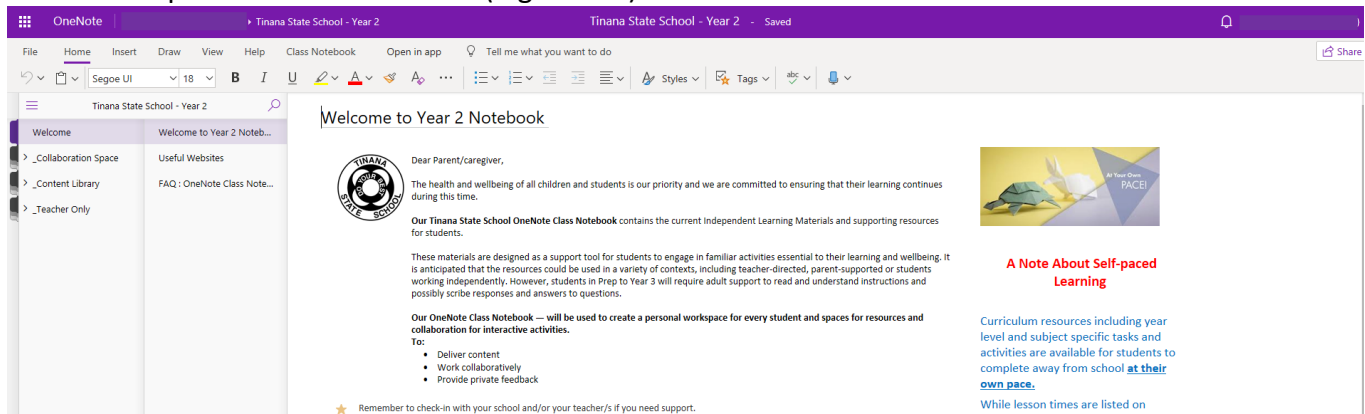 OneNote
Tinana State School - Year 2
Tinana State School - Year 2 - Saved
File Home Insert Draw View Help Class Notebook Open in app Tell me what you want to do
Share
Segoe UI 18 B I U A A Styles Tags abc
Tinana State School - Year 2
Welcome
_Collaboration Space
_Content Library
_Teacher Only
Welcome to Year 2 Noteb...
Useful Websites
FAQ : OneNote Class Note...
Welcome to Year 2 Notebook
TINANA
DO YOUR BEST
STATE SCHOOL
Dear Parent/caregiver,
The health and wellbeing of all children and students is our priority and we are committed to ensuring that their learning continues
during this time.
Our Tinana State School OneNote Class Notebook contains the current Independent Learning Materials and supporting resources
for students.
These materials are designed as a support tool for students to engage in familiar activities essential to their learning and wellbeing. It
is anticipated that the resources could be used in a variety of contexts, including teacher-directed, parent-supported or students
working independently. However, students in Prep to Year 3 will require adult support to read and understand instructions and
possibly scribe responses and answers to questions.
Our OneNote Class Notebook — will be used to create a personal workspace for every student and spaces for resources and
collaboration for interactive activities.
To:
• Deliver content
• Work collaboratively
• Provide private feedback
Remember to check-in with your school and/or your teacher/s if you need support.
At Your Own
PACE!
A Note About Self-paced
Learning
Curriculum resources including year
level and subject specific tasks and
activities are available for students to
complete away from school at their
own pace.
While lesson times are listed on